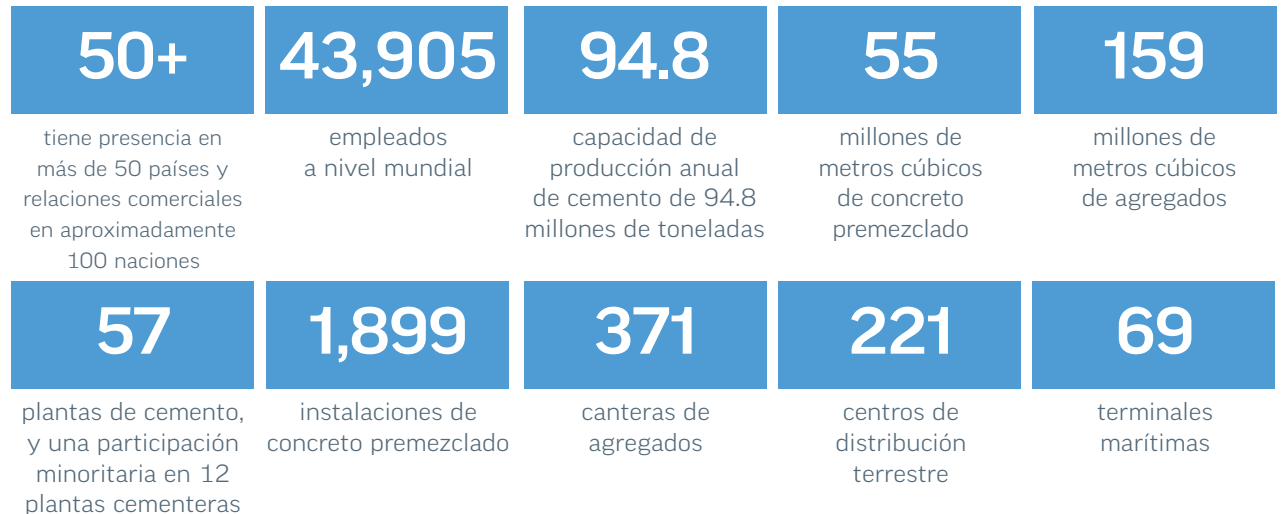 50+
tiene presencia en
más de 50 países y
relaciones comerciales
en aproximadamente
100 naciones
43,905
empleados
a nivel mundial
94.8
capacidad de
producción anual
de cemento de 94.8
millones de toneladas
55
millones de
metros cúbicos
de concreto
premezclado
159
millones de
metros cúbicos
de agregados
57
plantas de cemento,
y una participación
minoritaria en 12
plantas cementeras
1,899
instalaciones de
concreto premezclado
371
canteras de
agregados
221
centros de
distribución
terrestre
69
terminales
marítimas